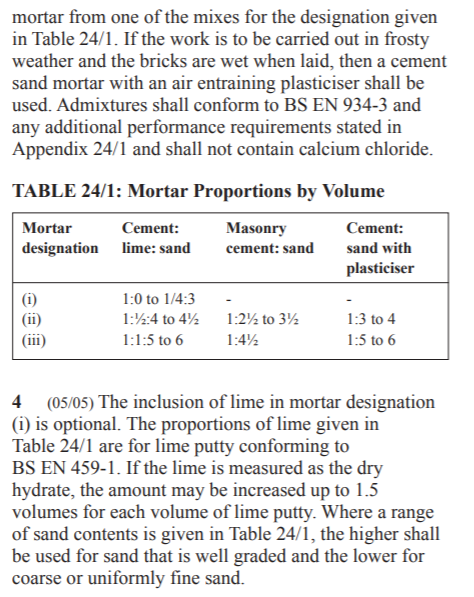 mortar from one of the mixes for the designation given
in Table 24/1. If the work is to be carried out in frosty
weather and the bricks are wet when laid, then a cement
sand mortar with an air entraining plasticiser shall be
used. Admixtures shall conform to BS EN 934-3 and
any additional performance requirements stated in
Appendix 24/1 and shall not contain calcium chloride.
TABLE 24/1: Mortar Proportions by Volume
Mortar Cement: Masonry Cement:
designation lime: sand cement: sand sand with
plasticiser
(i) 1:0 to 1/4:3 - -
(ii) 1:½:4 to 4½ 1:2½ to 3½ 1:3 to 4
(iii) 1:1:5 to 6 1:4½ 1:5 to 6
4 (05/05) The inclusion of lime in mortar designation
(i) is optional. The proportions of lime given in
Table 24/1 are for lime putty conforming to
BS EN 459-1. If the lime is measured as the dry
hydrate, the amount may be increased up to 1.5
volumes for each volume of lime putty. Where a range
of sand contents is given in Table 24/1, the higher shall
be used for sand that is well graded and the lower for
coarse or uniformly fine sand.